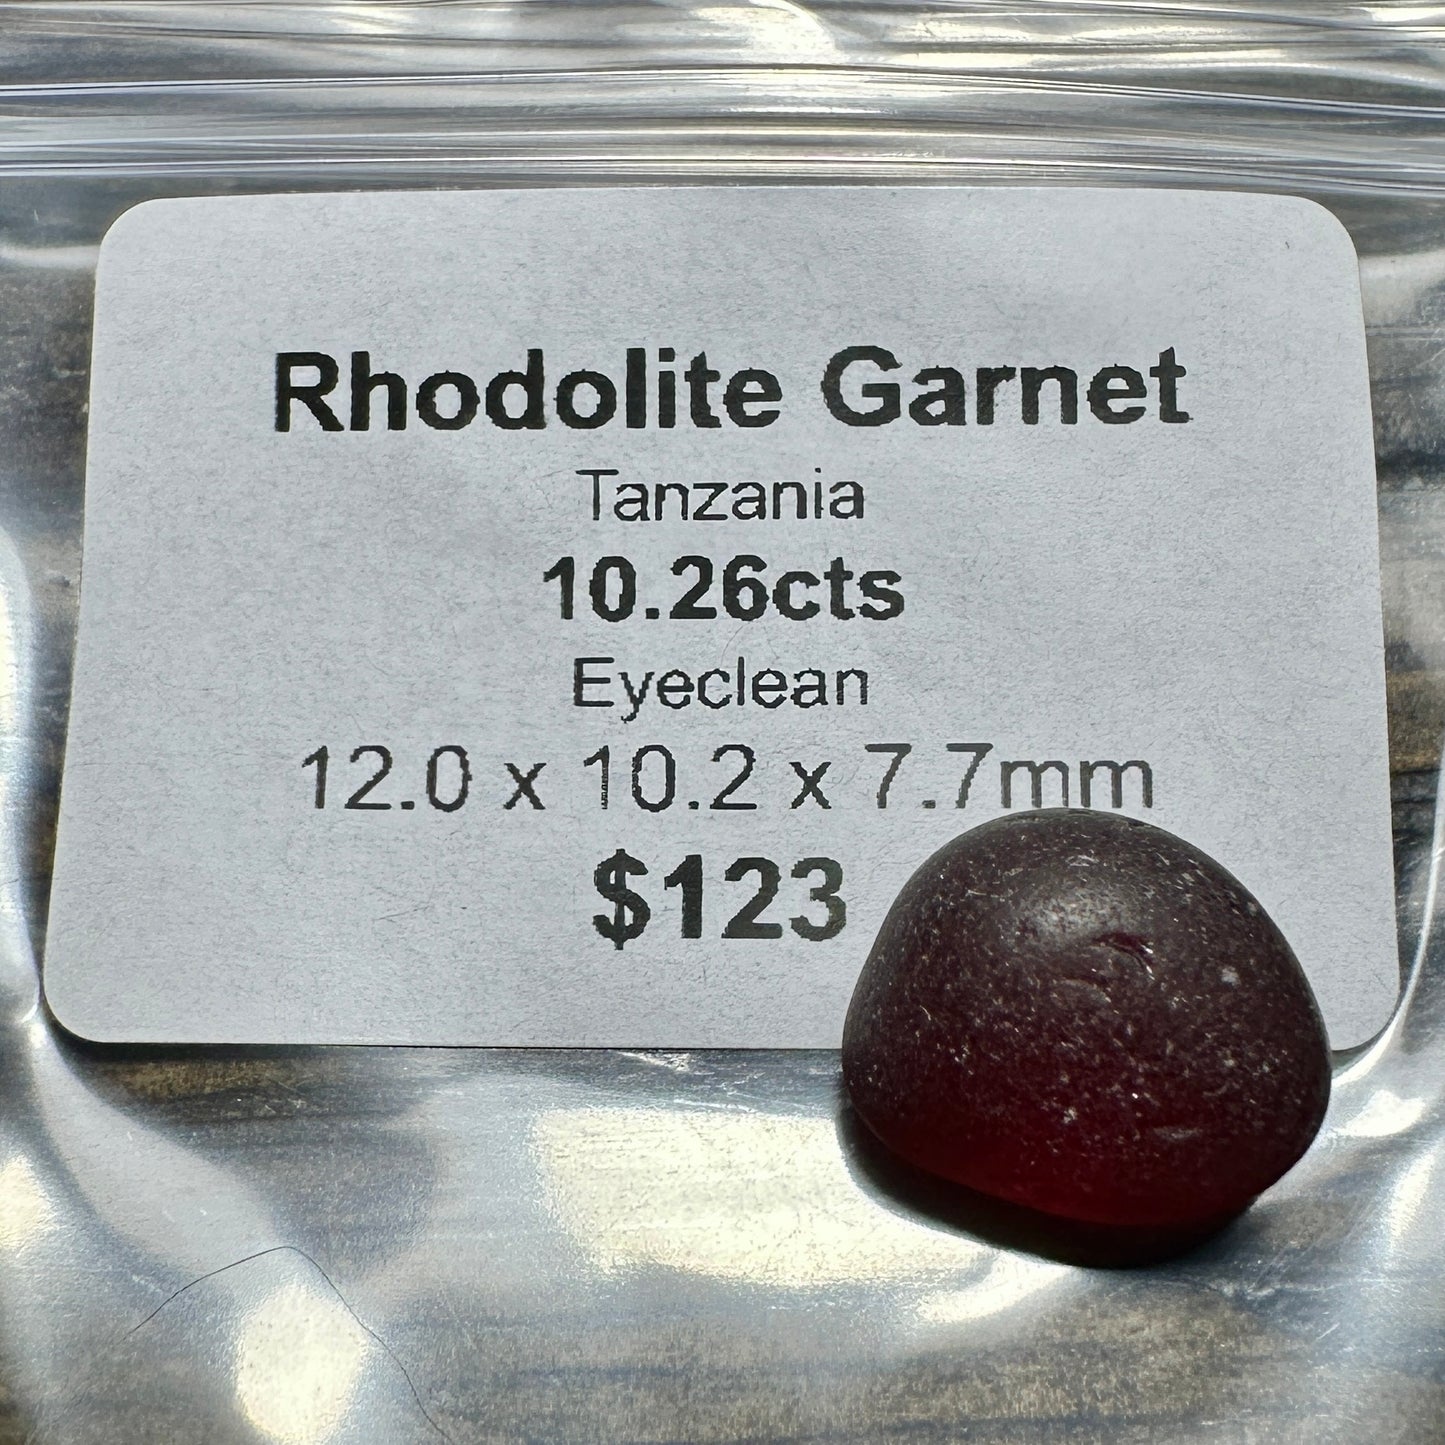 Rhodolite Garnet
Tanzania
10.26cts
Eyeclean
12.0 x 10.2 x 7.7mm
$123